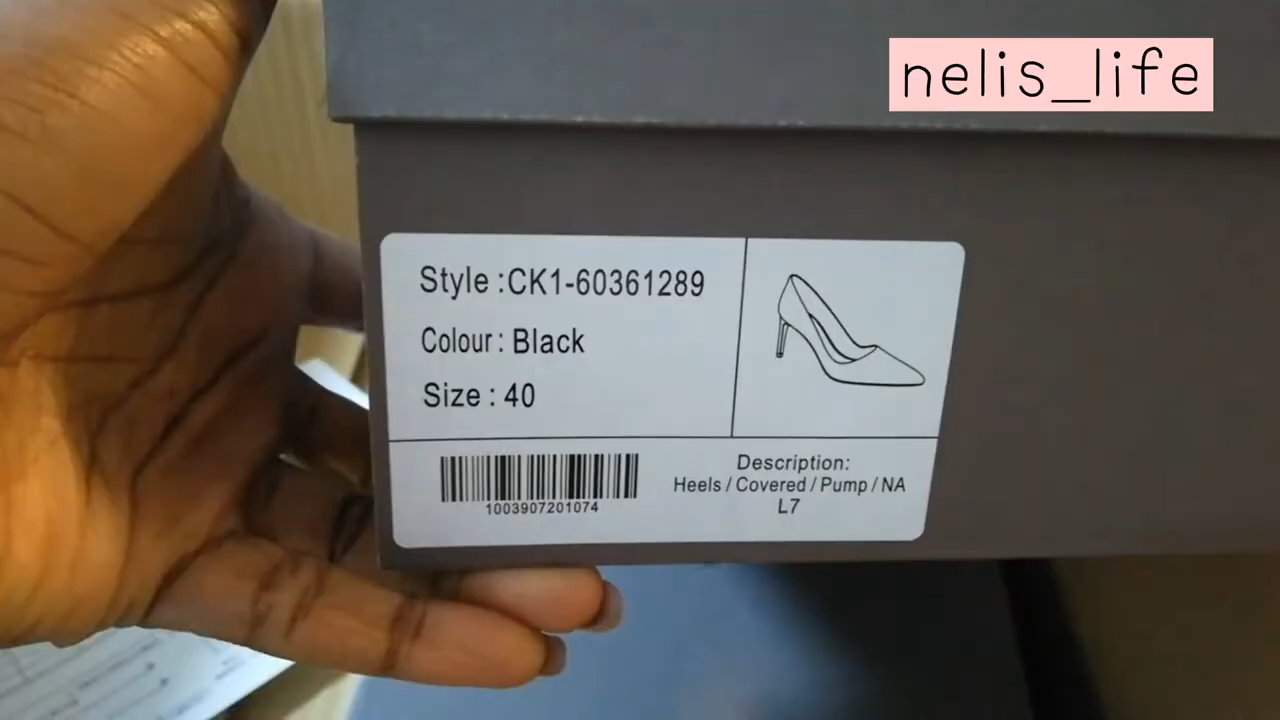 nelis_life
Style :CK1-60361289
Colour : Black
Size : 40
1003907201074
Description:
Heels / Covered / Pump / NA
L7